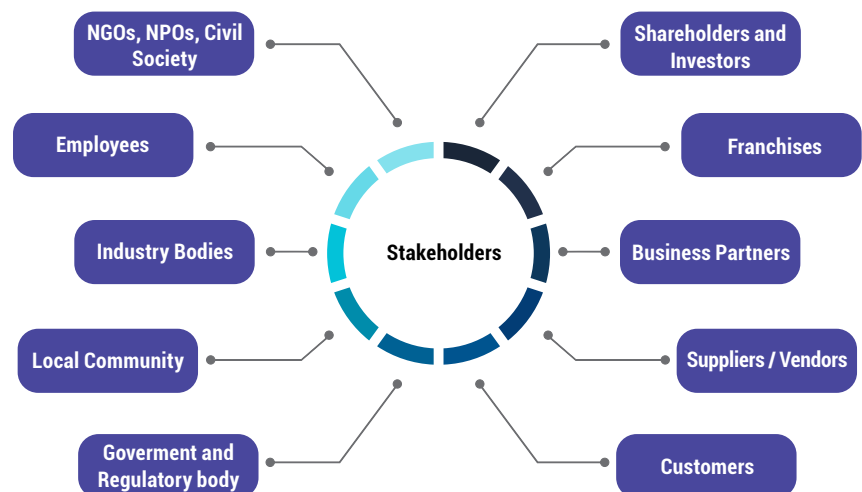 NGOs, NPOs, Civil
Society
Shareholders and
Investors
Employees
Franchises
Industry Bodies
Stakeholders
Business Partners
Local Community
Suppliers / Vendors
Goverment and
Regulatory body
Customers